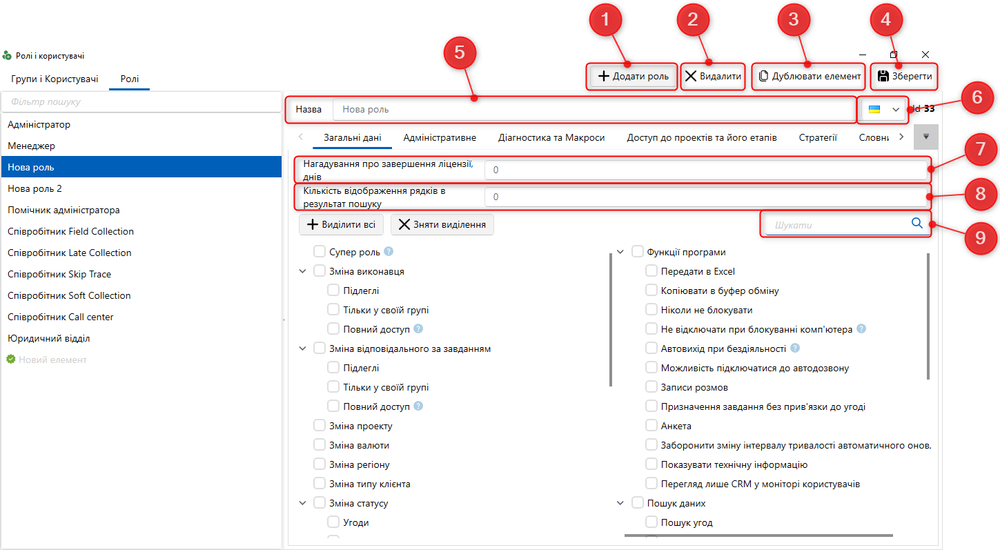 1
2
3
4
5
Ролі і користувачі
Групи і Користувачі Ролі
Додати роль Видалити Дублювати елемент Зберегти
Фільтр пошуку
Адміністратор
Менеджер
Нова роль
Нова роль 2
Помічник адміністратора
Співробітник Field Collection
Співробітник Late Collection
Співробітник Skip Trace
Співробітник Soft Collection
Співробітник Call center
Юридичний відділ
Новий елемент
Назва Нова роль Id 33
6
Загальні дані Адміністративне Діагностика та Макроси Доступ до проектів та його етапів Стратегії Словни
Нагадування про завершення ліцензії,
днів
0
7
Кількість відображення рядків в
результат пошуку
0
8
Виділити всі Зняти виділення Шукати
9
Супер роль ?
Зміна виконавця
Підлеглі
Тільки у своїй групі
Повний доступ ?
Зміна відповідального за завданням
Підлеглі
Тільки у своїй групі
Повний доступ ?
Зміна проекту
Зміна валюти
Зміна регіону
Зміна типу клієнта
Зміна статусу
Угоди
Функції програми
Передати в Excel
Копіювати в буфер обміну
Ніколи не блокувати
Не відключати при блокуванні комп'ютера ?
Автовихід при бездіяльності ?
Можливість підключатися до автодозвону
Записи розмов
Призначення завдання без прив'язки до угоді
Анкета
Заборонити зміну інтервалу тривалості автоматичного онов.
Показувати технічну інформацію
Перегляд лише CRM у моніторі користувачів
Пошук даних
Пошук угод